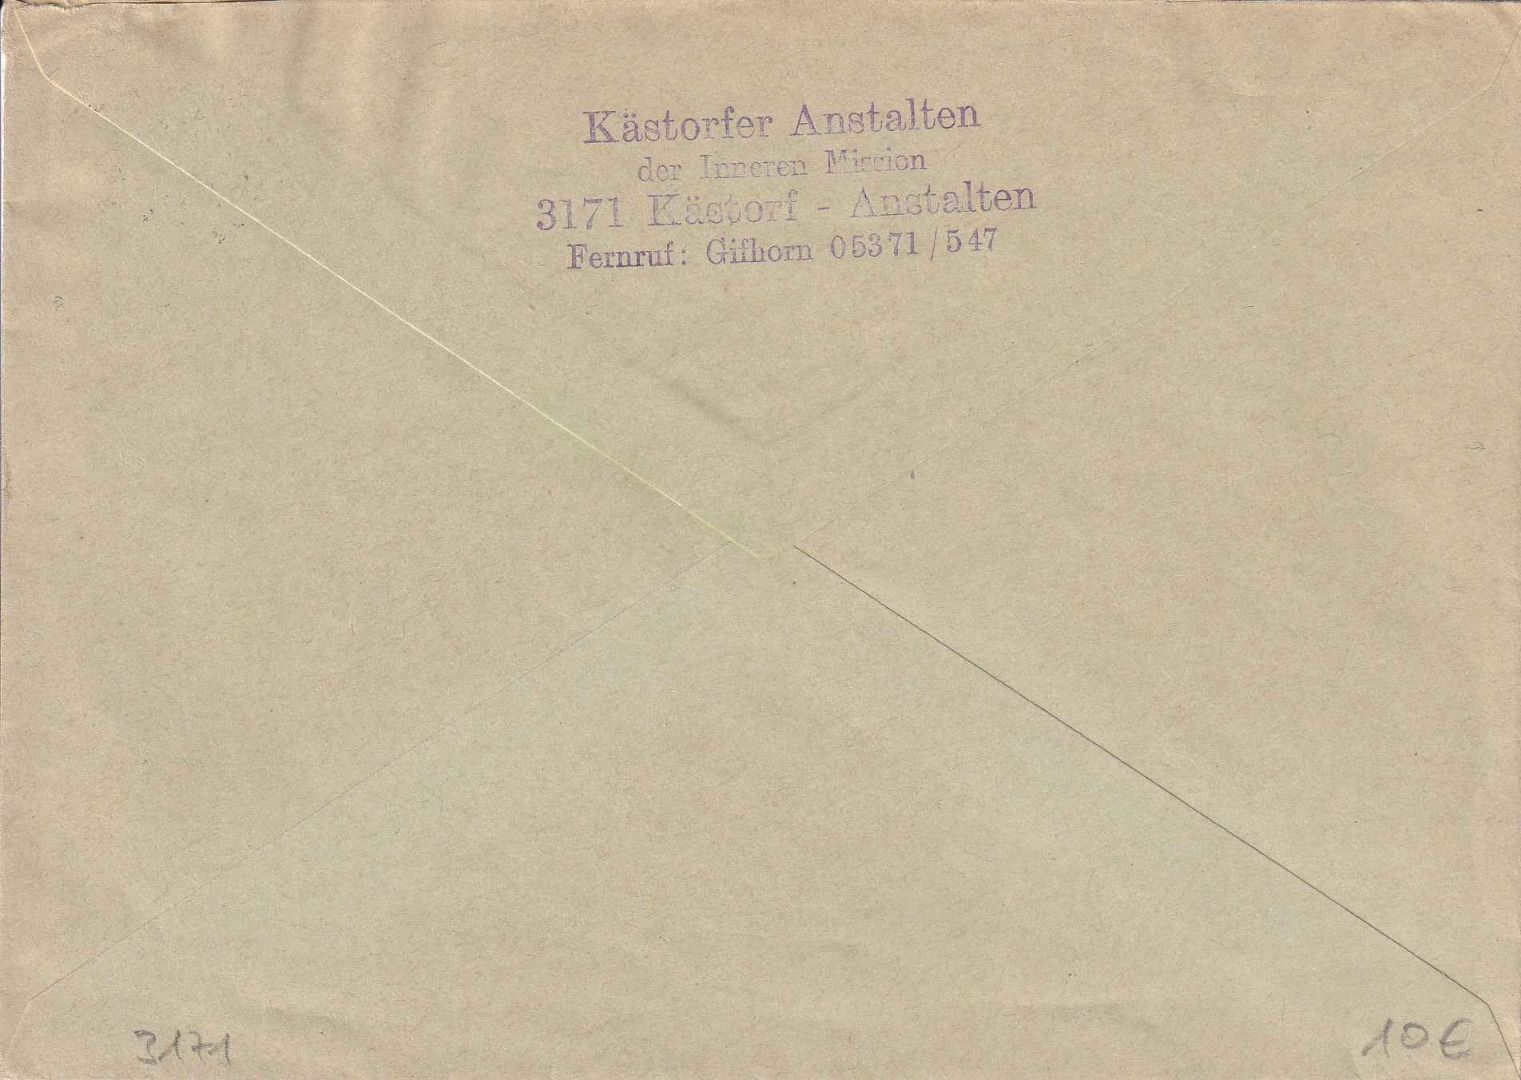 Kästorfer Anstalten
der Inneren Mission
3171 Kästorf - Anstalten
Fernruf: Gifhorn 05371/547
3171
10€